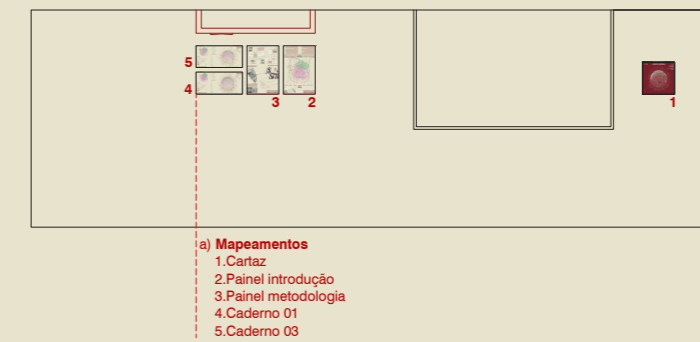 5
4
3
2
1
a) Mapeamentos
1.Cartaz
2.Painel introdução
3.Painel metodologia
4.Caderno 01
5.Caderno 03